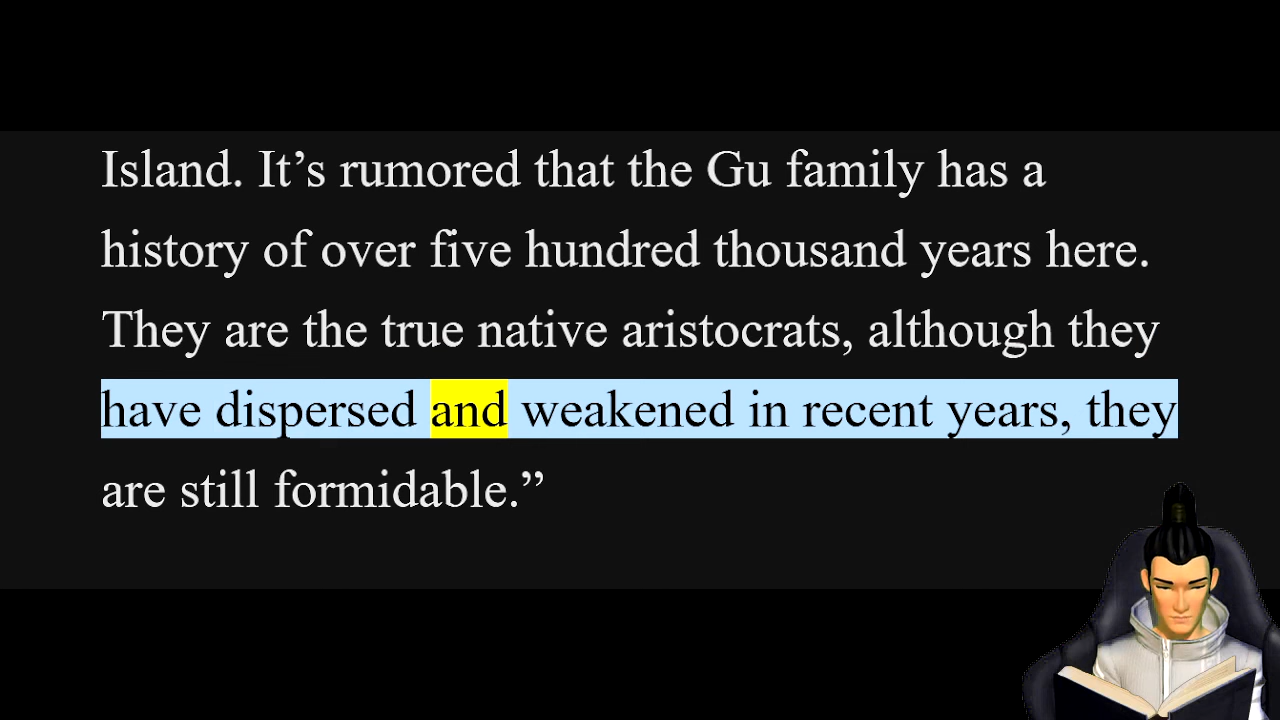 Island. It’s rumored that the Gu family has a
history of over five hundred thousand years here.
They are the true native aristocrats, although they
have dispersed and weakened in recent years, they
are still formidable.”